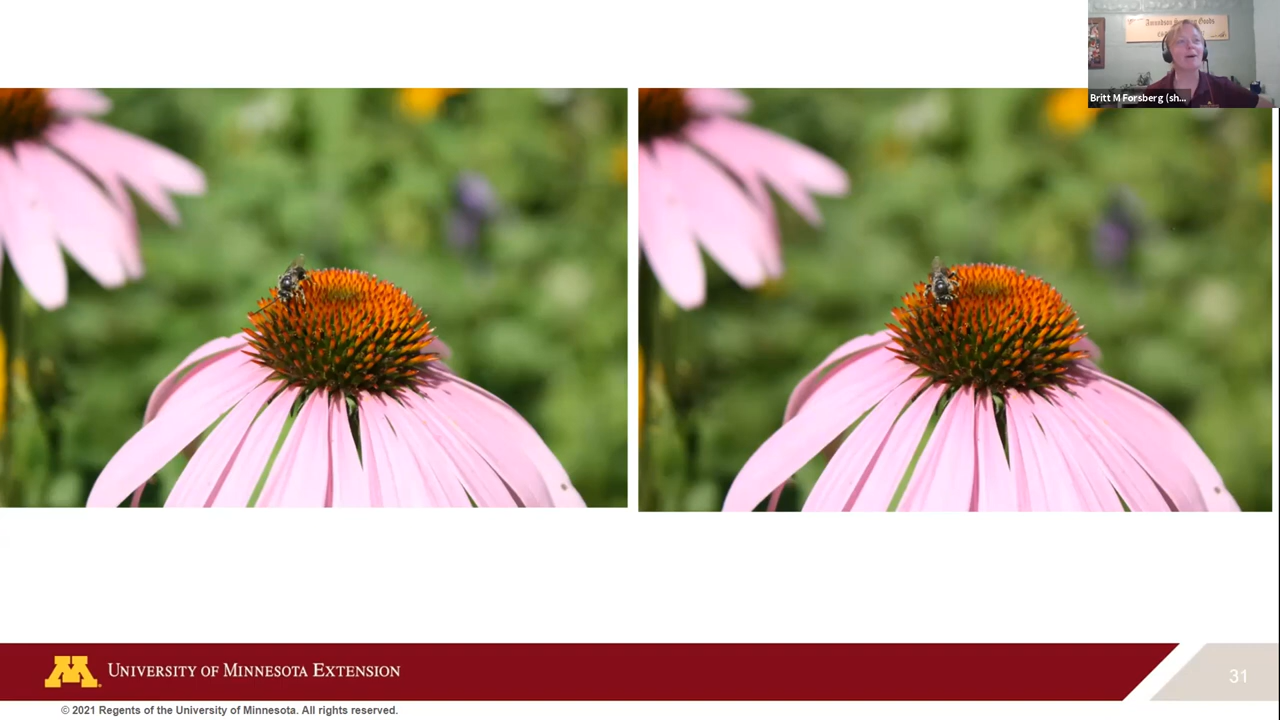 Britt M Forsberg (sh...
UNIVERSITY OF MINNESOTA EXTENSION
31
© 2021 Regents of the University of Minnesota. All rights reserved.